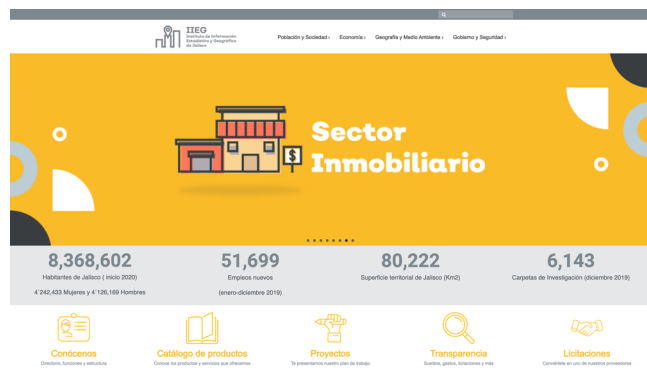 IIEG
Instituto de Información
Estadística y Geográfica
de Jalisco
Población y Sociedad ›
Economía ›
Geografía y Medio Ambiente ›
Gobierno y Seguridad ›
Sector
Inmobiliario
$
8,368,602
Habitantes de Jalisco ( inicio 2020)
4´242,433 Mujeres y 4´126,169 Hombres
51,699
Empleos nuevos
(enero-diciembre 2019)
80,222
Superficie territorial de Jalisco (Km2)
6,143
Carpetas de Investigación (diciembre 2019)
Conócenos
Directorio, funciones y estructura
Catálogo de productos
Conoce los productos y servicios que ofrecemos
Proyectos
Te presentamos nuestro plan de trabajo
Transparencia
Sueldos, gastos, licitaciones y más
Licitaciones
Conviértete en uno de nuestros proveedores